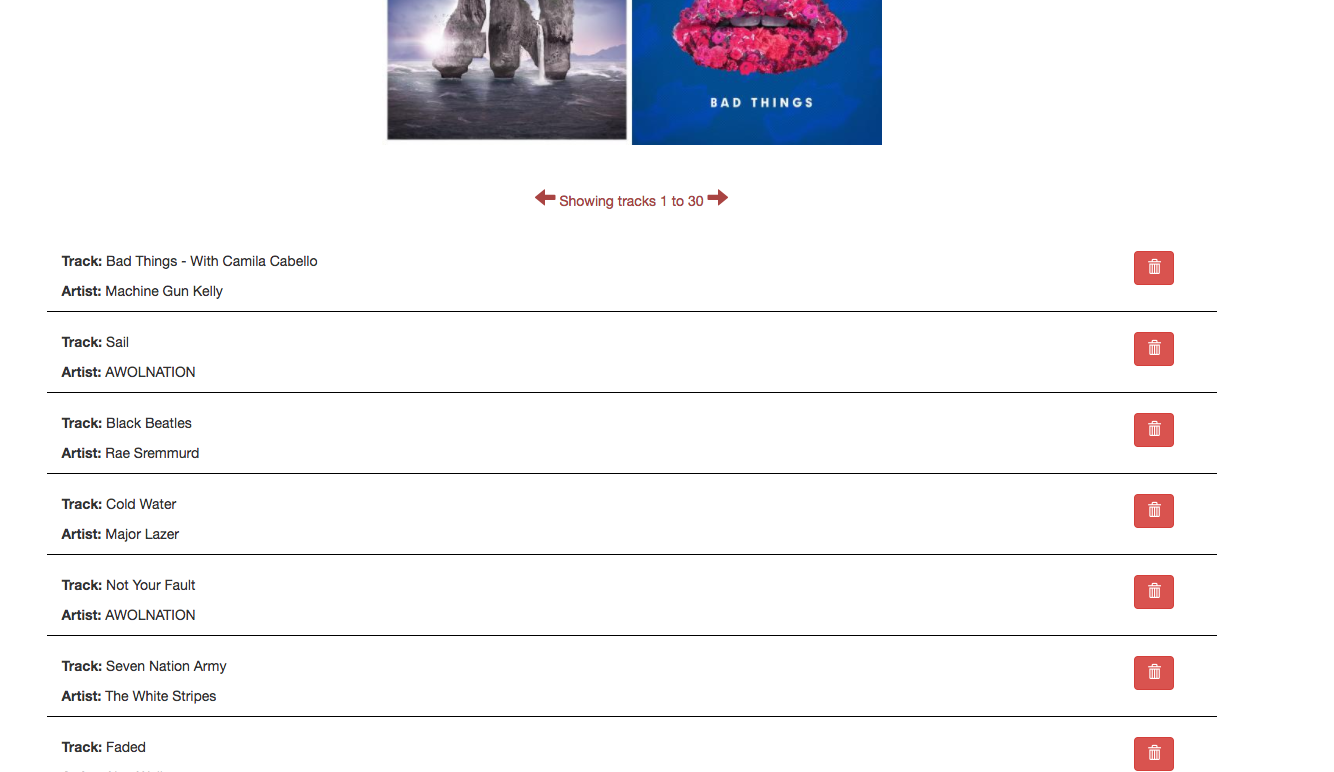 BAD THINGS
Showing tracks 1 to 30
Track: Bad Things - With Camila Cabello
Artist: Machine Gun Kelly
Track: Sail
Artist: AWOLNATION
Track: Black Beatles
Artist: Rae Sremmurd
Track: Cold Water
Artist: Major Lazer
Track: Not Your Fault
Artist: AWOLNATION
Track: Seven Nation Army
Artist: The White Stripes
Track: Faded